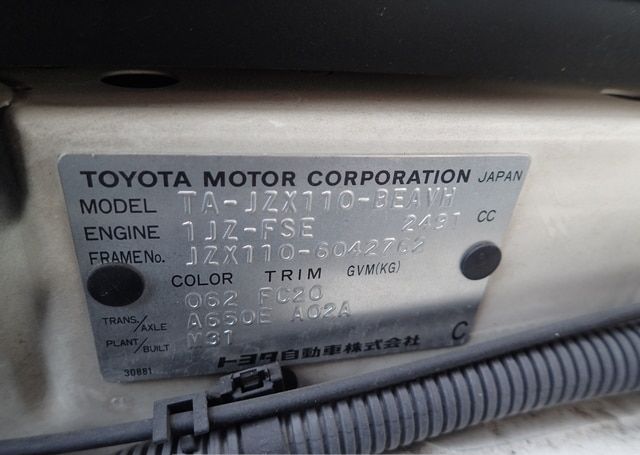 TOYOTA MOTOR CORPORATION JAPAN
MODEL TA-JZX110-BEAVH
ENGINE 1JZ-FSE 2491 CC
FRAME No. JZX110-6042762
COLOR TRIM GVM(KG)
062 FC20
TRANS./AXLE A650E A02A
PLANT/BUILT M31
C
トヨタ自動車株式会社
30881